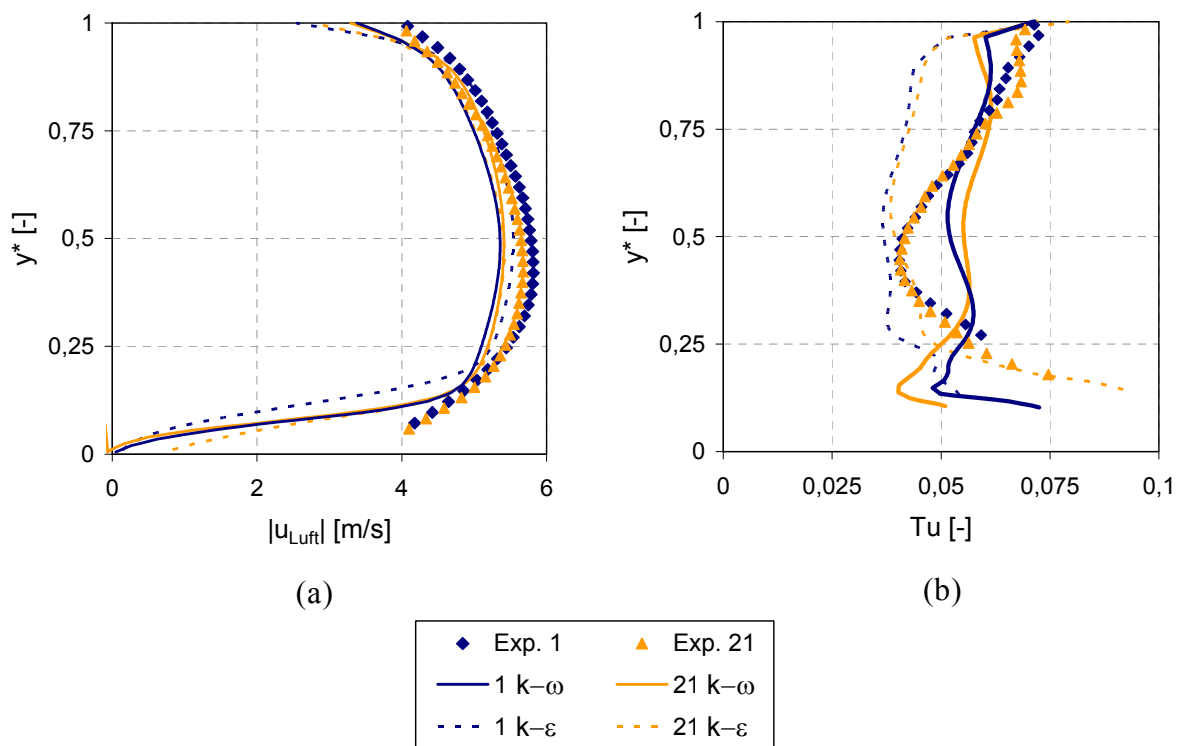 1
0,75
0,5
0,25
0
y* [-]
0
2
4
6
|u_Luft| [m/s]
(a)
1
0,75
0,5
0,25
0
y* [-]
0
0,025
0,05
0,075
0,1
Tu [-]
(b)
Exp. 1
Exp. 21
1 k–ω
21 k–ω
1 k–ε
21 k–ε